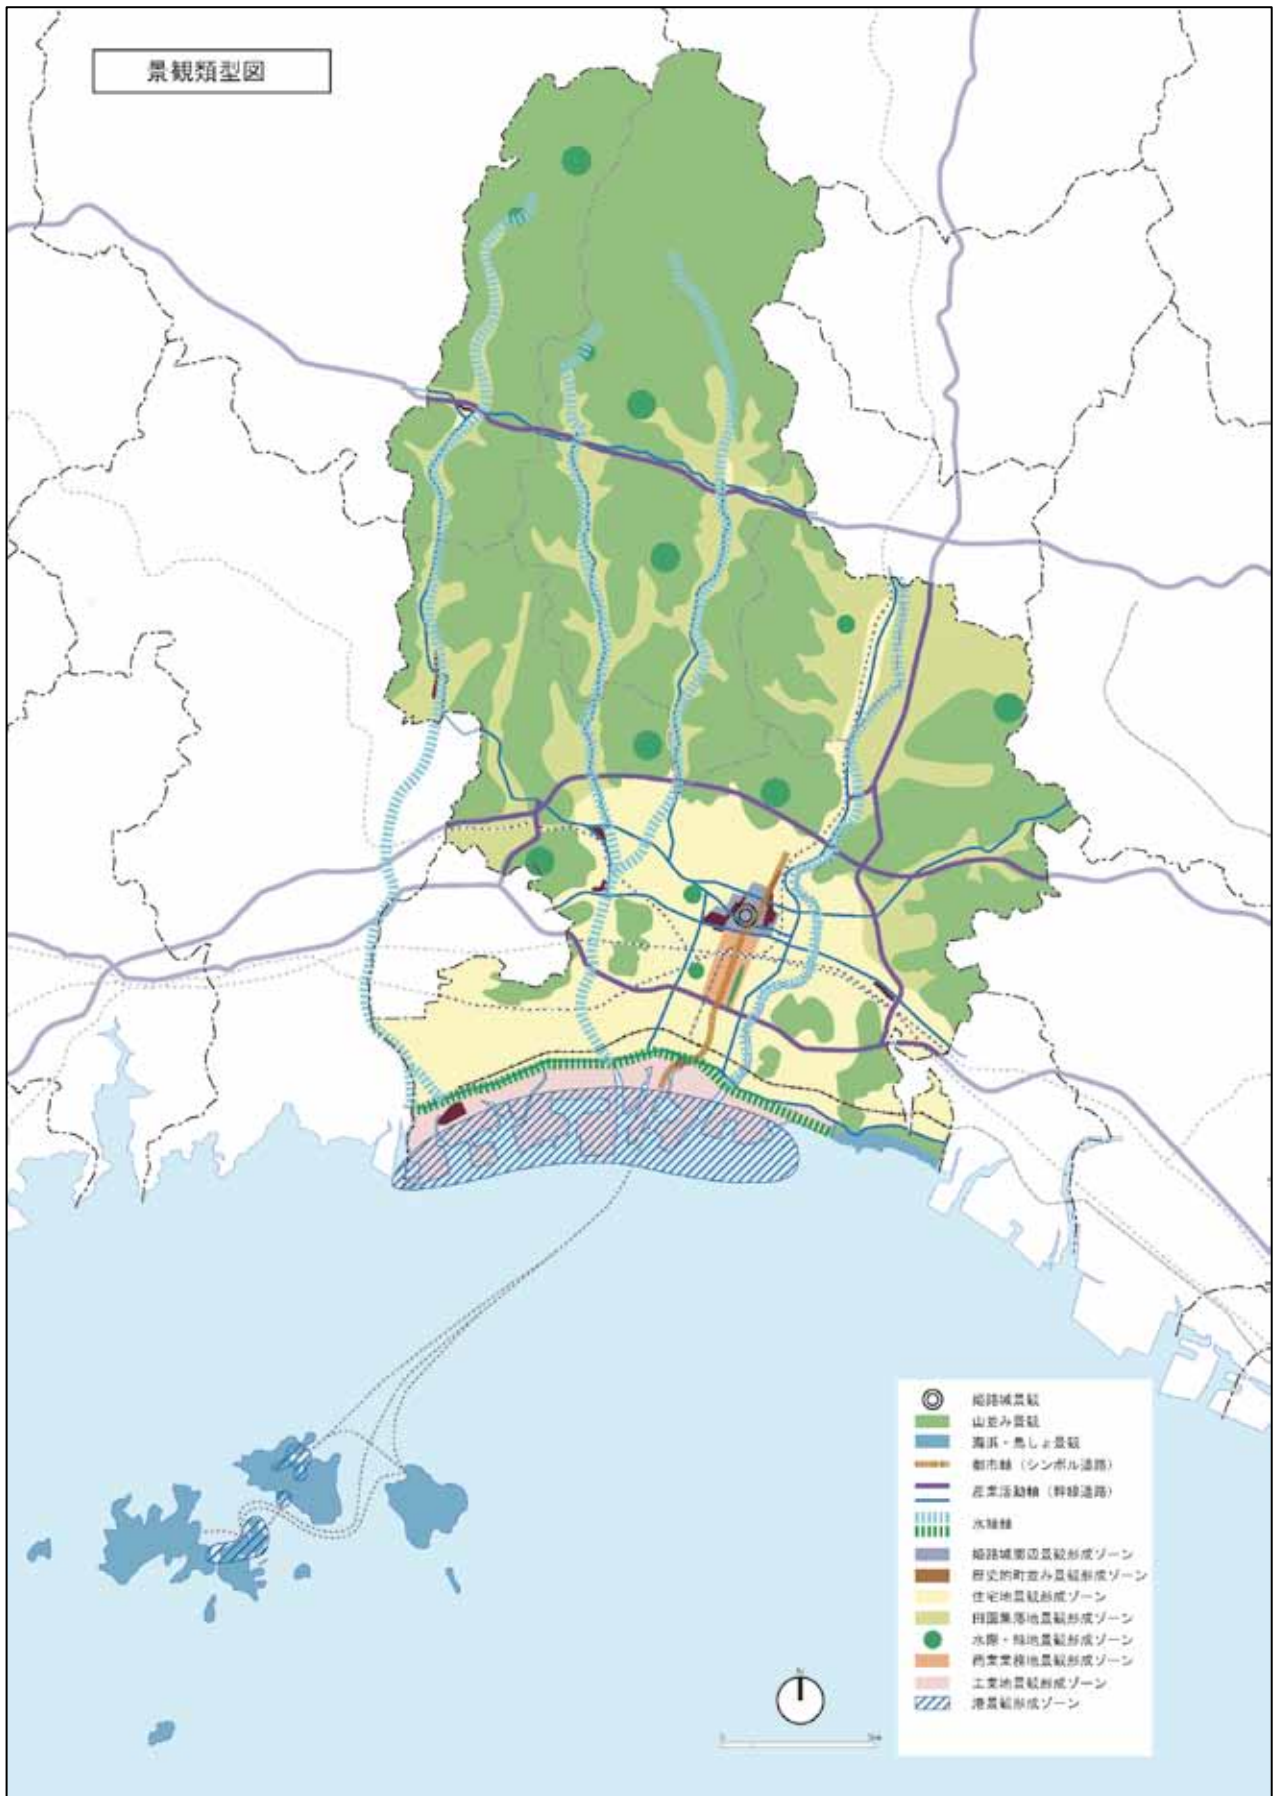 景観類型図
姫路城景観
山並み景観
海浜・島しょ景観
都市軸（シンボル道路）
産業活動軸（幹線道路）
水緑軸
姫路城周辺景観形成ゾーン
歴史的町並み景観形成ゾーン
住宅地景観形成ゾーン
田園集落地景観形成ゾーン
水際・緑地景観形成ゾーン
商業業務地景観形成ゾーン
工業地景観形成ゾーン
港景観形成ゾーン
N
0